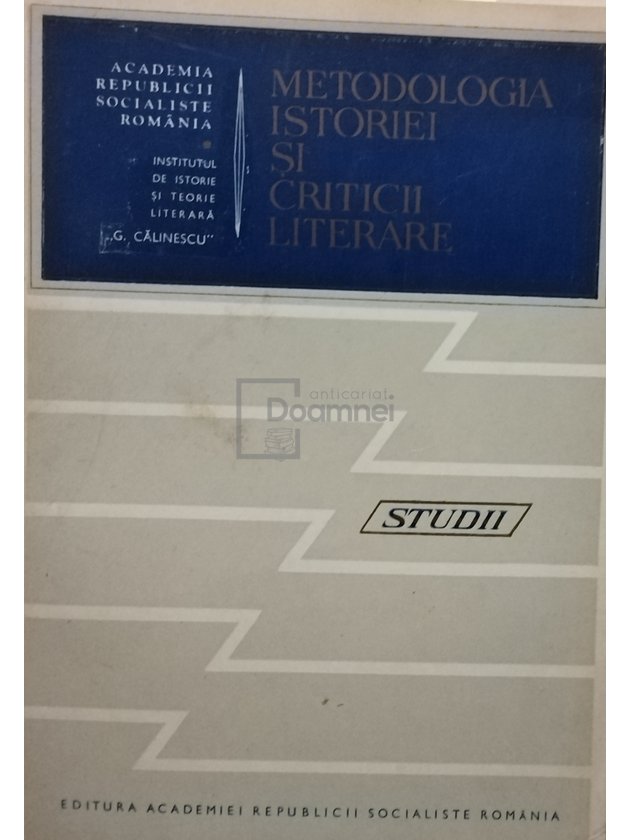 ACADEMIA
REPUBLICII
SOCIALISTE
ROMÂNIA
INSTITUTUL
DE ISTORIE
ȘI TEORIE
LITERARĂ
„G. CĂLINESCU”
METODOLOGIA
ISTORIEI
ȘI
CRITICII
LITERARE
anticariat
Doamnei
STUDII
EDITURA ACADEMIEI REPUBLICII SOCIALISTE ROMÂNIA